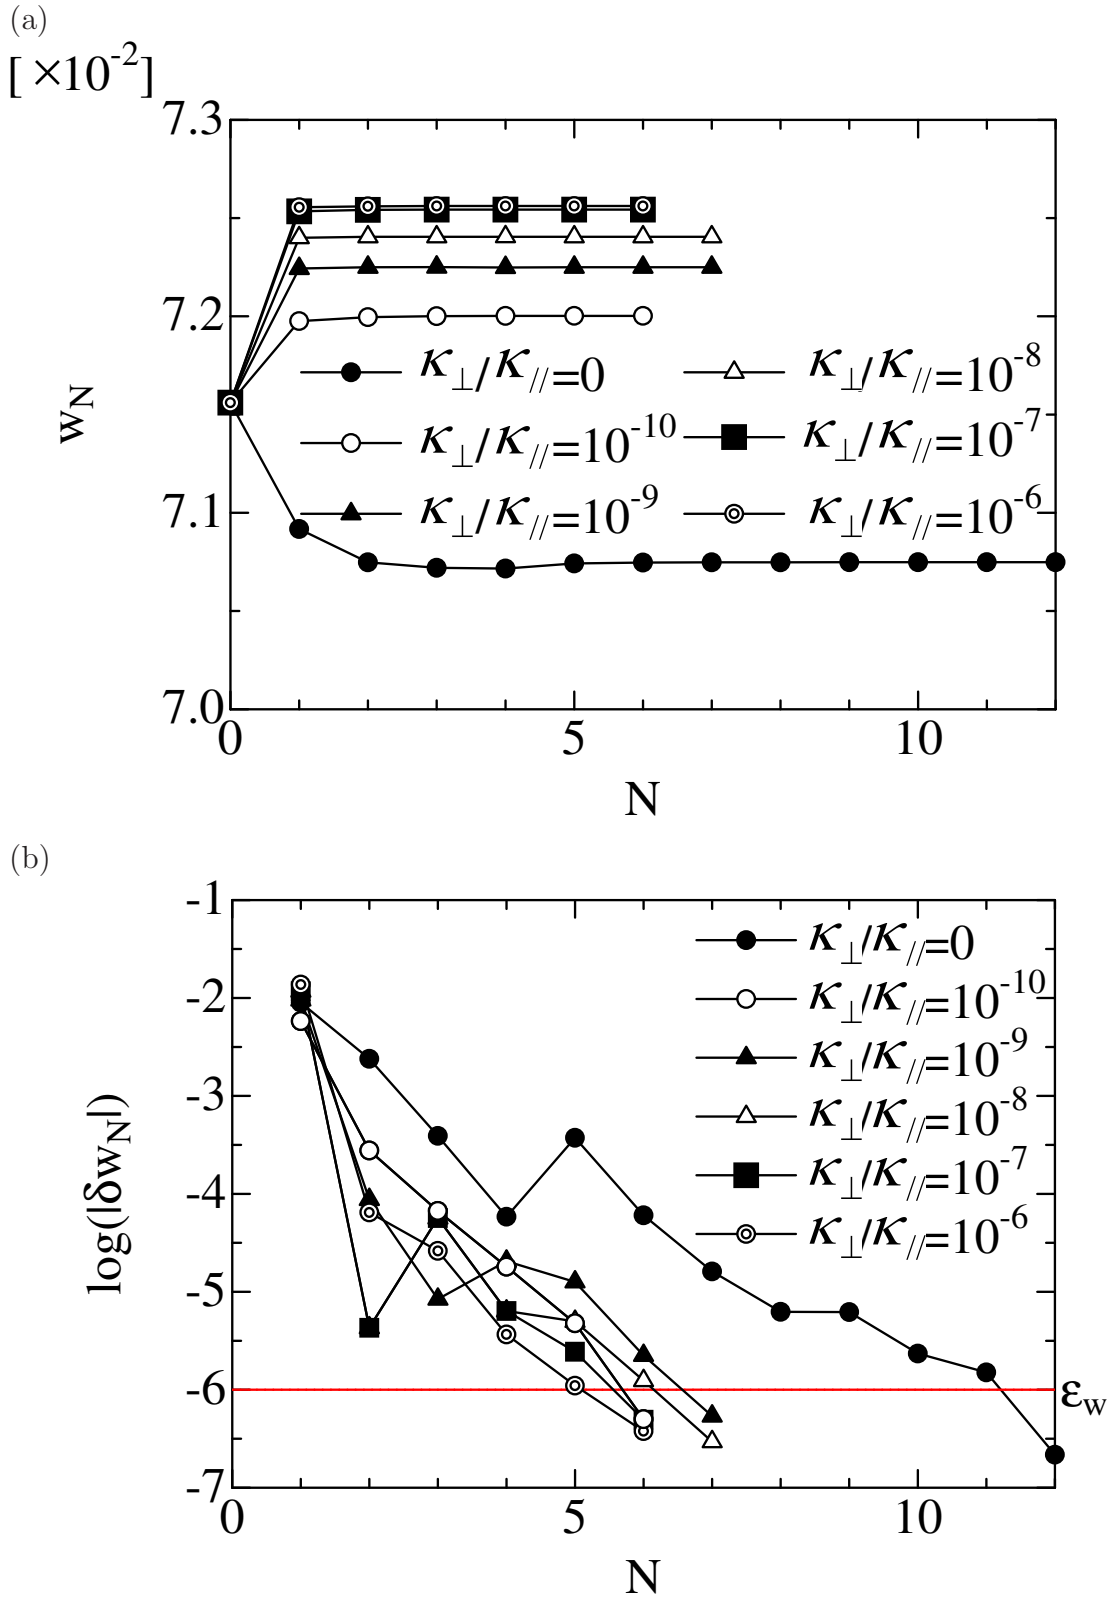 (a)
[ ×10⁻²]
7.3
7.2
7.1
7.0
w_N
κ⊥/κ//=0
κ⊥/κ//=10⁻¹⁰
κ⊥/κ//=10⁻⁹
κ⊥/κ//=10⁻⁸
κ⊥/κ//=10⁻⁷
κ⊥/κ//=10⁻⁶
0 5 10
N
(b)
-1
-2
-3
-4
-5
-6
-7
log(|δw_N|)
κ⊥/κ//=0
κ⊥/κ//=10⁻¹⁰
κ⊥/κ//=10⁻⁹
κ⊥/κ//=10⁻⁸
κ⊥/κ//=10⁻⁷
κ⊥/κ//=10⁻⁶
ε_w
0 5 10
N